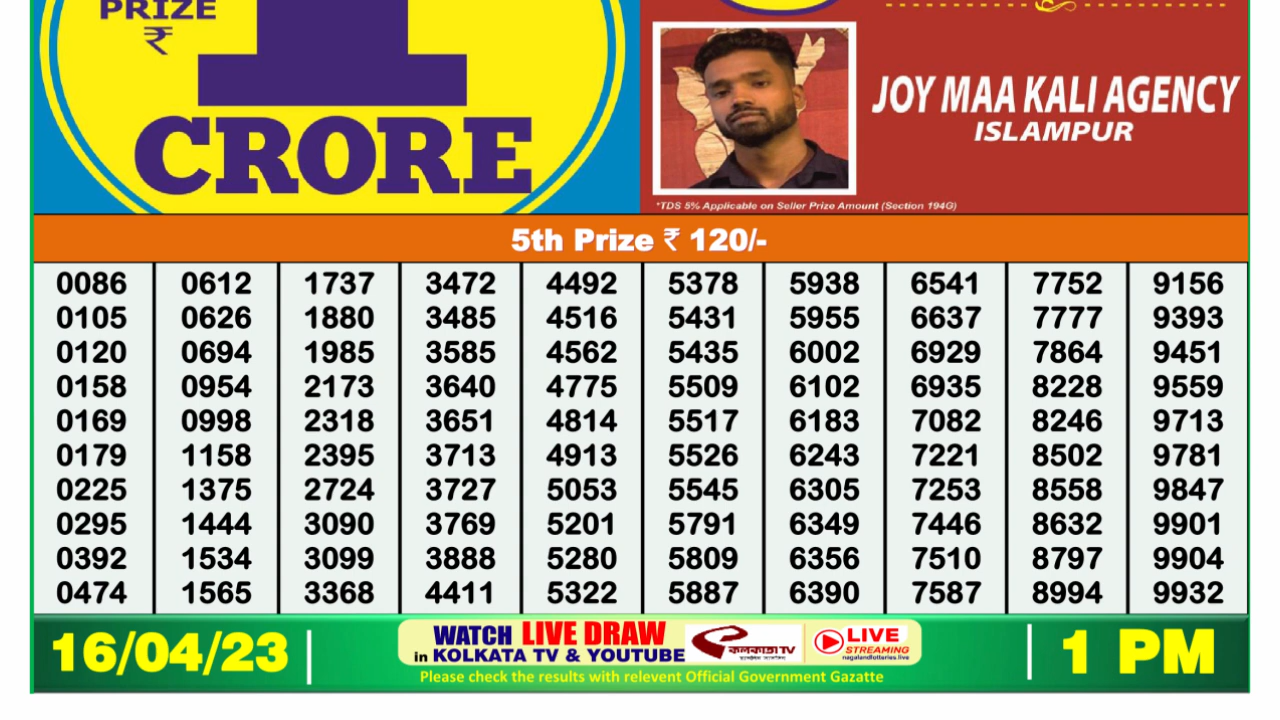 PRIZE
₹
1
CRORE
JOY MAA KALI AGENCY
ISLAMPUR
*TDS 5% Applicable on Seller Prize Amount (Section 194G)
5th Prize ₹ 120/-
0086 0612 1737 3472 4492 5378 5938 6541 7752 9156
0105 0626 1880 3485 4516 5431 5955 6637 7777 9393
0120 0694 1985 3585 4562 5435 6002 6929 7864 9451
0158 0954 2173 3640 4775 5509 6102 6935 8228 9559
0169 0998 2318 3651 4814 5517 6183 7082 8246 9713
0179 1158 2395 3713 4913 5526 6243 7221 8502 9781
0225 1375 2724 3727 5053 5545 6305 7253 8558 9847
0295 1444 3090 3769 5201 5791 6349 7446 8632 9901
0392 1534 3099 3888 5280 5809 6356 7510 8797 9904
0474 1565 3368 4411 5322 5887 6390 7587 8994 9932
16/04/23
WATCH LIVE DRAW
in KOLKATA TV & YOUTUBE
কলকাতা TV
LIVE
STREAMING
nagalandlotteries.live
Please check the results with relevent Official Government Gazatte
1 PM